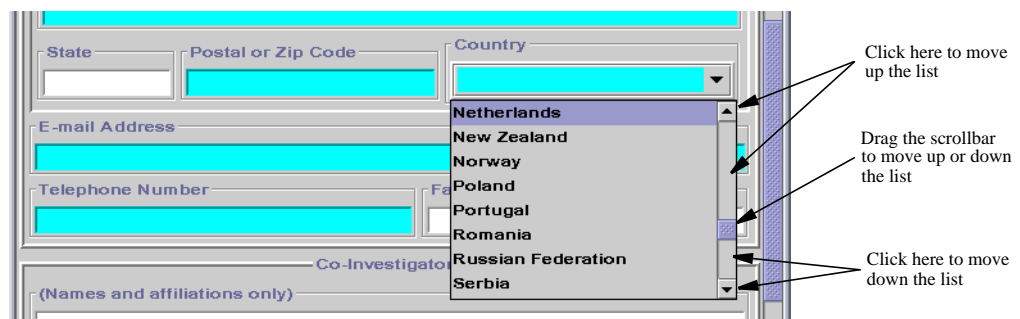 State
Postal or Zip Code
Country
Click here to move
up the list
Netherlands
E-mail Address
New Zealand
Norway
Drag the scrollbar
to move up or down
the list
Poland
Telephone Number
Fa
Portugal
Romania
Russian Federation
Co-Investigator
Click here to move
down the list
Serbia
(Names and affiliations only)